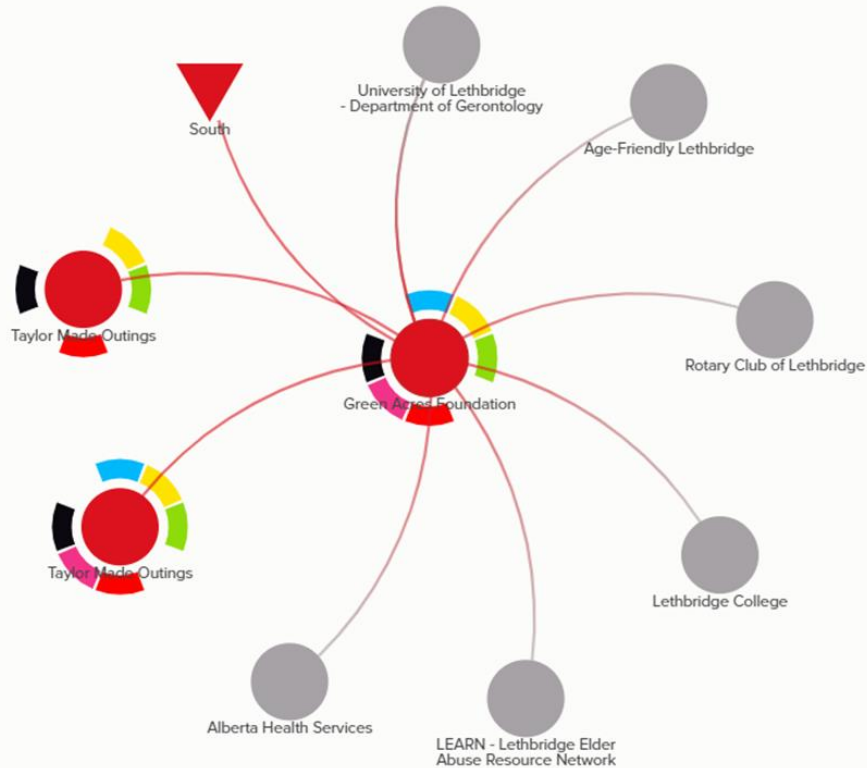 University of Lethbridge
- Department of Gerontology
South
Age-Friendly Lethbridge
Taylor Made Outings
Rotary Club of Lethbridge
Green Acres Foundation
Taylor Made Outings
Lethbridge College
Alberta Health Services
LEARN - Lethbridge Elder
Abuse Resource Network